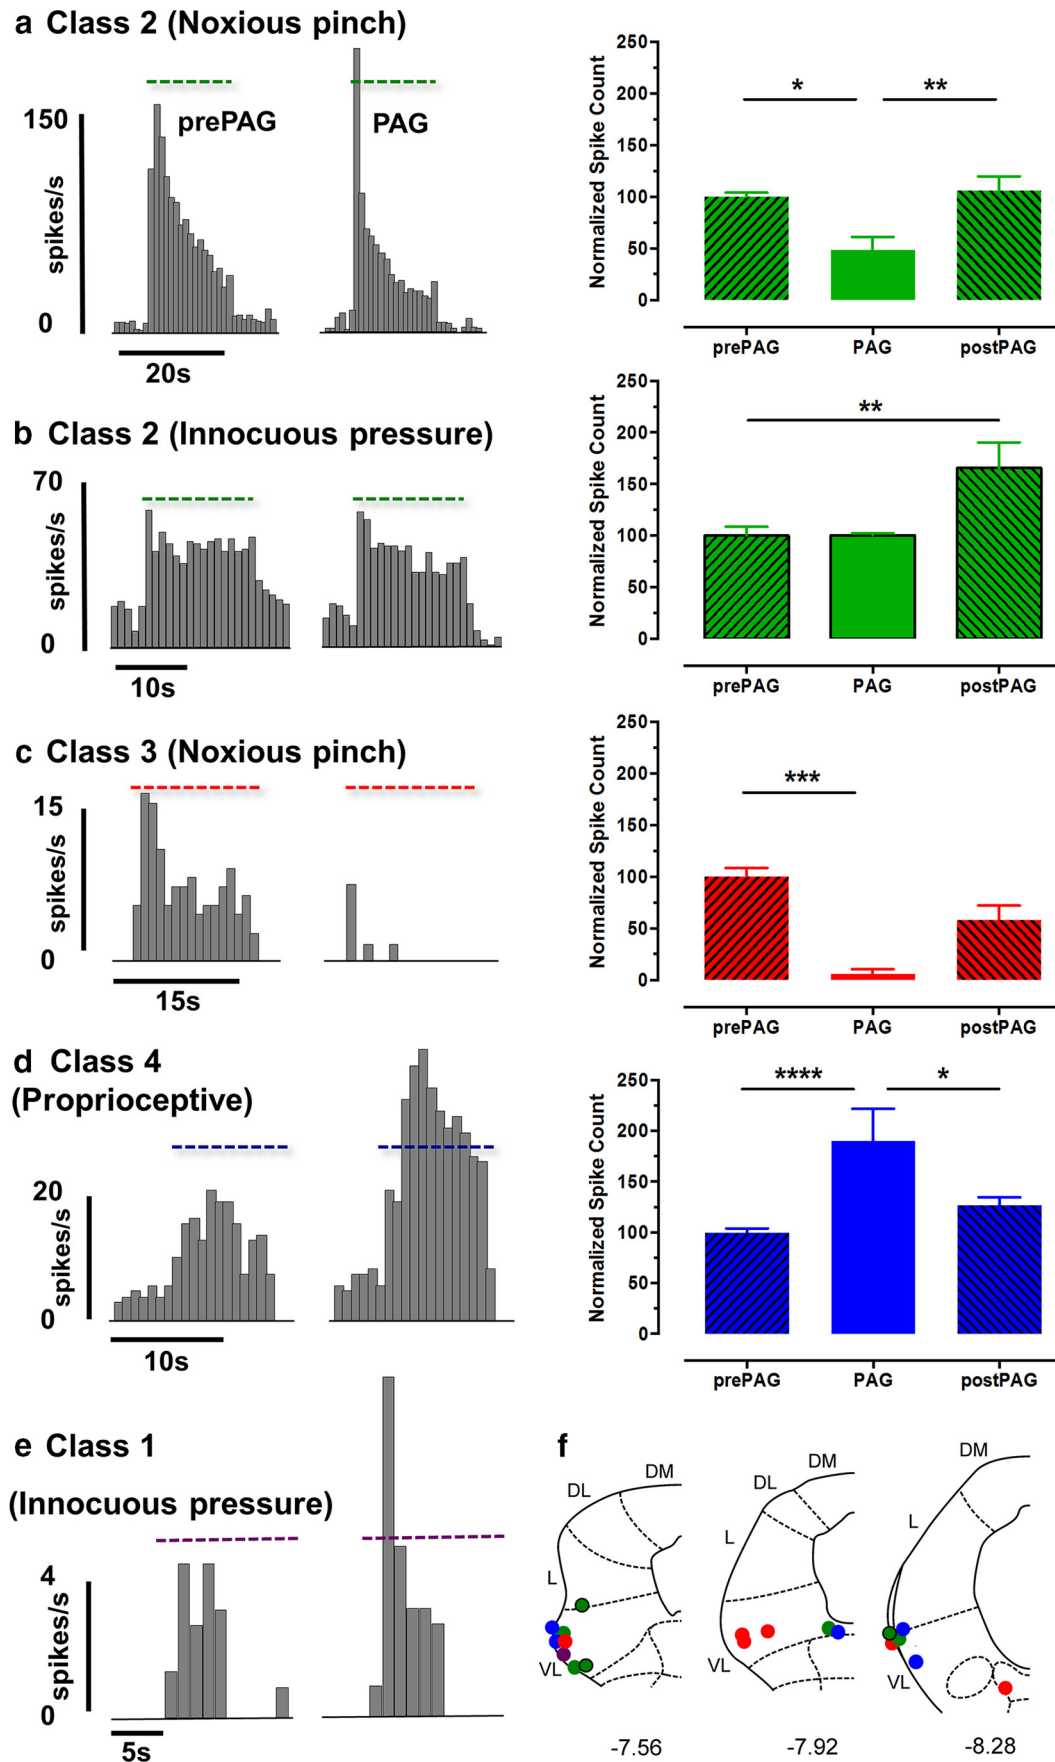 a Class 2 (Noxious pinch)
150
spikes/s
0
prePAG
PAG
20s
Normalized Spike Count
250
200
150
100
50
0
*
**
prePAG
PAG
postPAG
b Class 2 (Innocuous pressure)
70
spikes/s
0
10s
Normalized Spike Count
250
200
150
100
50
0
**
prePAG
PAG
postPAG
c Class 3 (Noxious pinch)
15
spikes/s
0
15s
Normalized Spike Count
250
200
150
100
50
0
***
prePAG
PAG
postPAG
d Class 4
(Proprioceptive)
20
spikes/s
0
10s
Normalized Spike Count
250
200
150
100
50
0
****
*
prePAG
PAG
postPAG
e Class 1
(Innocuous pressure)
4
spikes/s
0
5s
f
DM
DL
L
VL
-7.56
DM
DL
L
VL
-7.92
DM
L
VL
-8.28